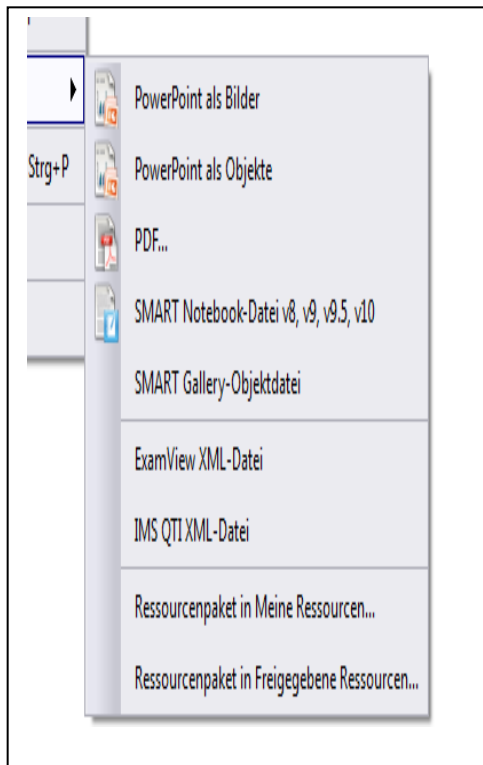 PowerPoint als Bilder
Strg+P
PowerPoint als Objekte
PDF...
SMART Notebook-Datei v8, v9, v9.5, v10
SMART Gallery-Objektdatei
ExamView XML-Datei
IMS QTI XML-Datei
Ressourcenpaket in Meine Ressourcen...
Ressourcenpaket in Freigegebene Ressourcen...